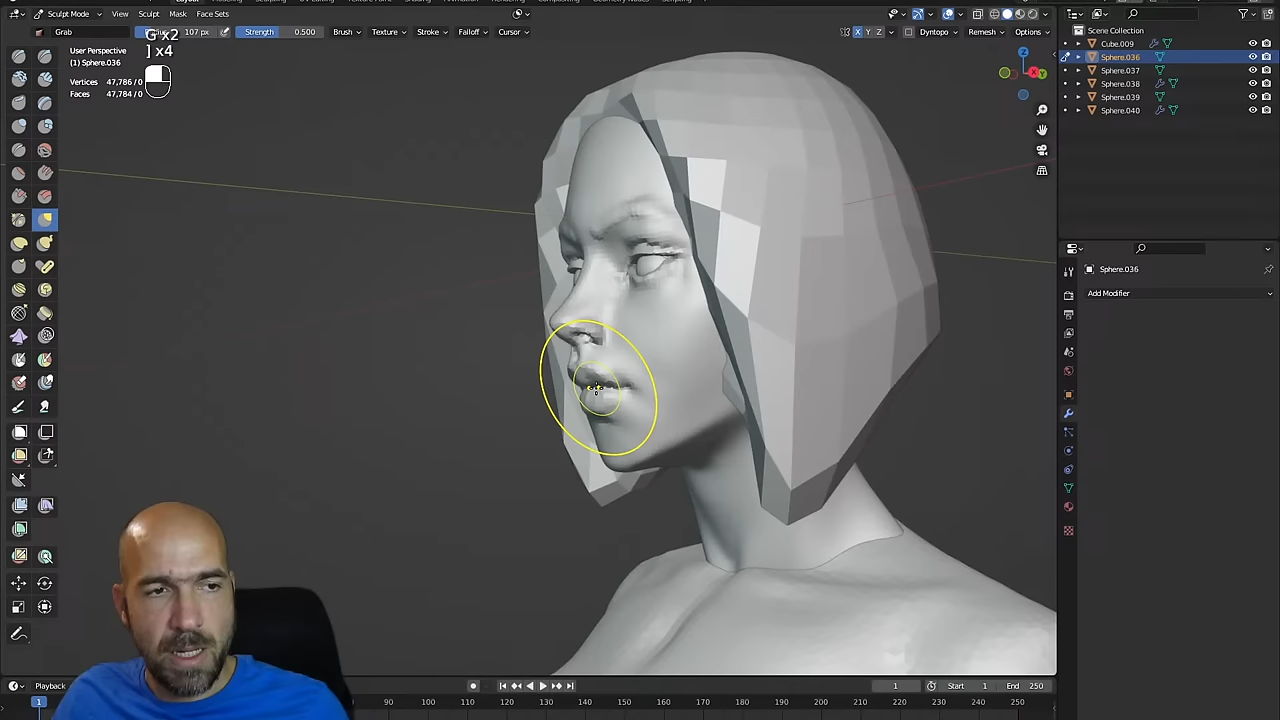 Sculpt Mode View Sculpt Mask Face Sets
G x2
] x4
Grab 107 px Strength 0.500 Brush Texture Stroke Falloff Cursor X Y Z Dyntopo Remesh Options
User Perspective
(1) Sphere.036
Vertices 47,786 / 0
Faces 47,784 / 0
Z
X
Y
Scene Collection
Cube.009
Sphere.036
Sphere.037
Sphere.038
Sphere.039
Sphere.040
Sphere.036
Add Modifier
Playback
1 Start 1 End 250
1 80 90 100 110 120 130 140 150 160 170 180 190 200 210 220 230 240 250